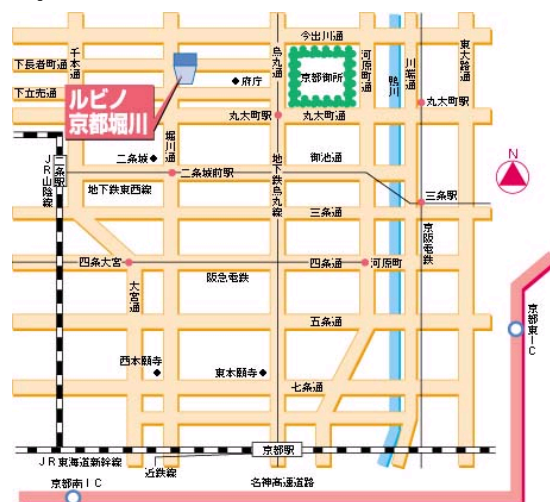 今出川通
千本通
烏丸通
京都御所
河原町通
鴨川
川端通
東大路通
下長者町通
府庁
下立売通
ルビノ
京都堀川
丸太町駅
丸太町駅
丸太町通
堀川通
二条城
御池通
二条駅
JR山陰線
二条城前駅
地下鉄東西線
地下鉄烏丸線
N
三条駅
三条通
京阪電鉄
四条大宮
四条通
河原町
阪急電鉄
大宮通
五条通
京都東IC
西本願寺
東本願寺
七条通
京都駅
JR東海道新幹線
近鉄線
京都南IC
名神高速道路